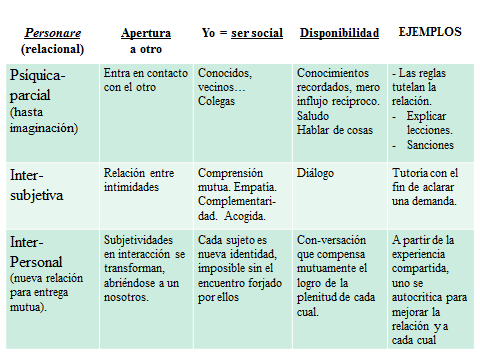 Personare
(relacional)
Apertura
a otro
Yo = ser social
Disponibilidad
EJEMPLOS
Psiquica-
parcial
(hasta
imaginación)
Entra en contacto
con el otro
Conocidos,
vecinos…
Colegas
Conocimientos
recordados, mero
influjo recíproco.
Saludo
Hablar de cosas
- Las reglas
tutelan la
relación.
- Explicar
lecciones.
- Sanciones
Inter-
subjetiva
Relación entre
intimidades
Comprensión
mutua. Empatía.
Complementari-
dad. Acogida.
Diálogo
Tutoría con el
fin de aclarar
una demanda.
Inter-
Personal
(nueva relación
para entrega
mutua).
Subjetividades
en interacción se
transforman,
abriéndose a un
nosotros.
Cada sujeto es
nueva identidad,
imposible sin el
encuentro forjado
por ellos
Con-versación
que compensa
mutuamente el
logro de la
plenitud de cada
cual.
A partir de la
experiencia
compartida,
uno se
autocritica para
mejorar la
relación y a
cada cual